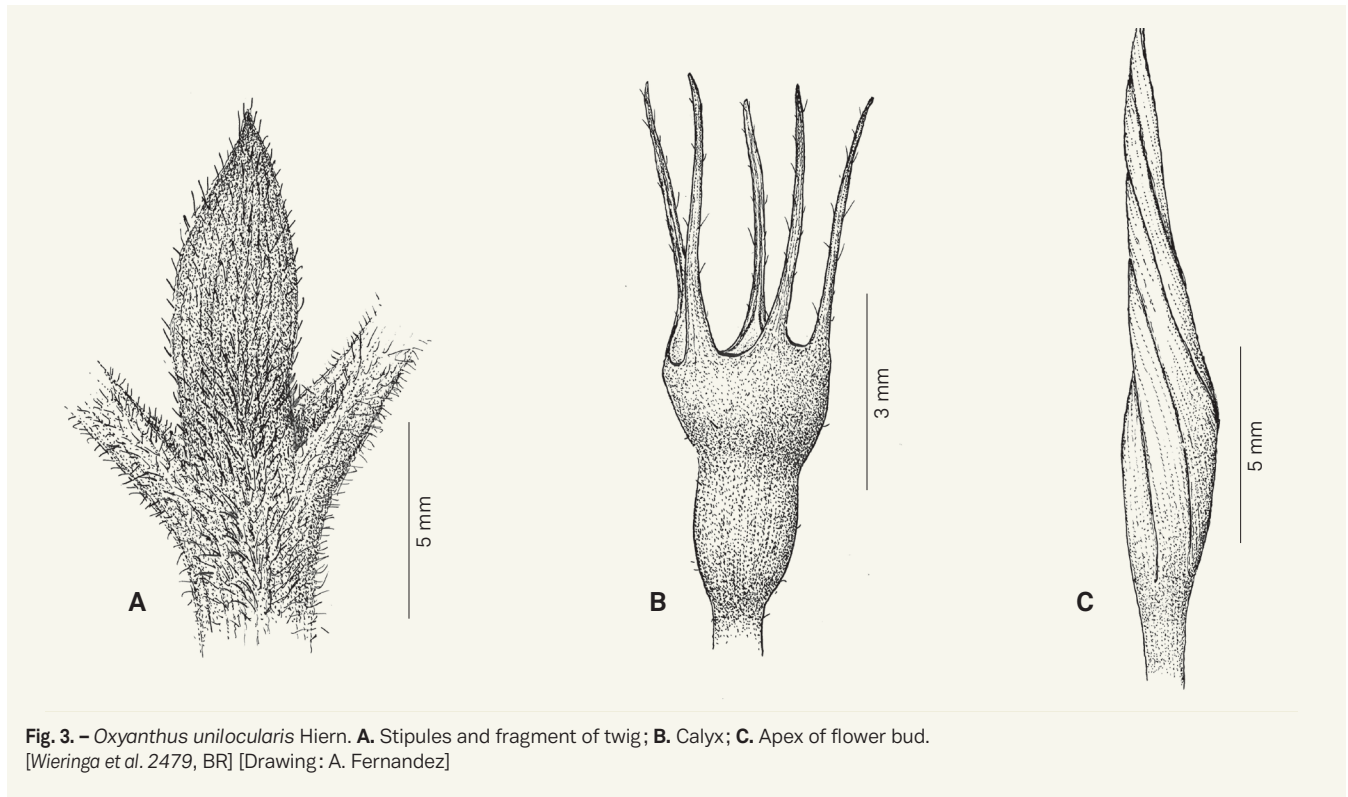 A
5 mm
B
3 mm
C
5 mm
Fig. 3. – Oxyanthus unilocularis Hiern. A. Stipules and fragment of twig; B. Calyx; C. Apex of flower bud.
[Wieringa et al. 2479, BR] [Drawing: A. Fernandez]